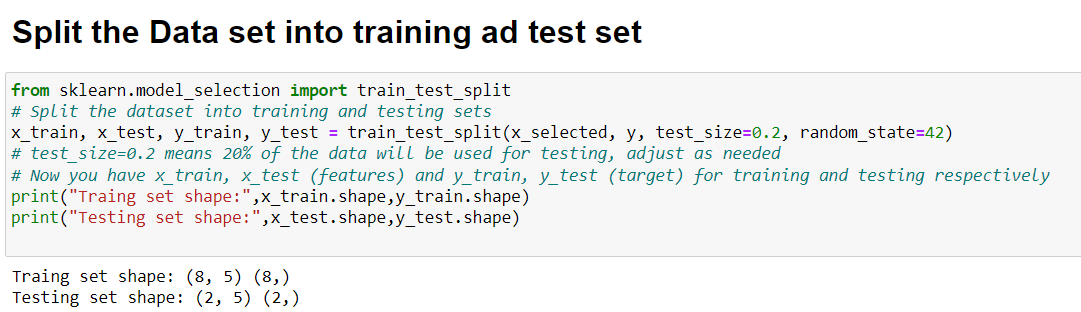 Split the Data set into training ad test set
from sklearn.model_selection import train_test_split
# Split the dataset into training and testing sets
x_train, x_test, y_train, y_test = train_test_split(x_selected, y, test_size=0.2, random_state=42)
# test_size=0.2 means 20% of the data will be used for testing, adjust as needed
# Now you have x_train, x_test (features) and y_train, y_test (target) for training and testing respectively
print("Traing set shape:",x_train.shape,y_train.shape)
print("Testing set shape:",x_test.shape,y_test.shape)
Traing set shape: (8, 5) (8,)
Testing set shape: (2, 5) (2,)